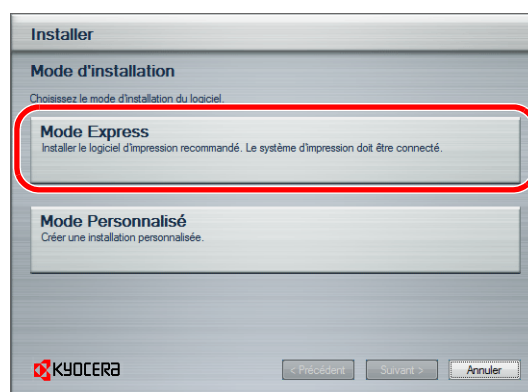 Installer
Mode d'installation
Choisissez le mode d'installation du logiciel.
Mode Express
Installer le logiciel d'impression recommandé. Le système d'impression doit être connecté.
Mode Personnalisé
Créer une installation personnalisée.
KYOCERA
< Précédent
Suivant >
Annuler